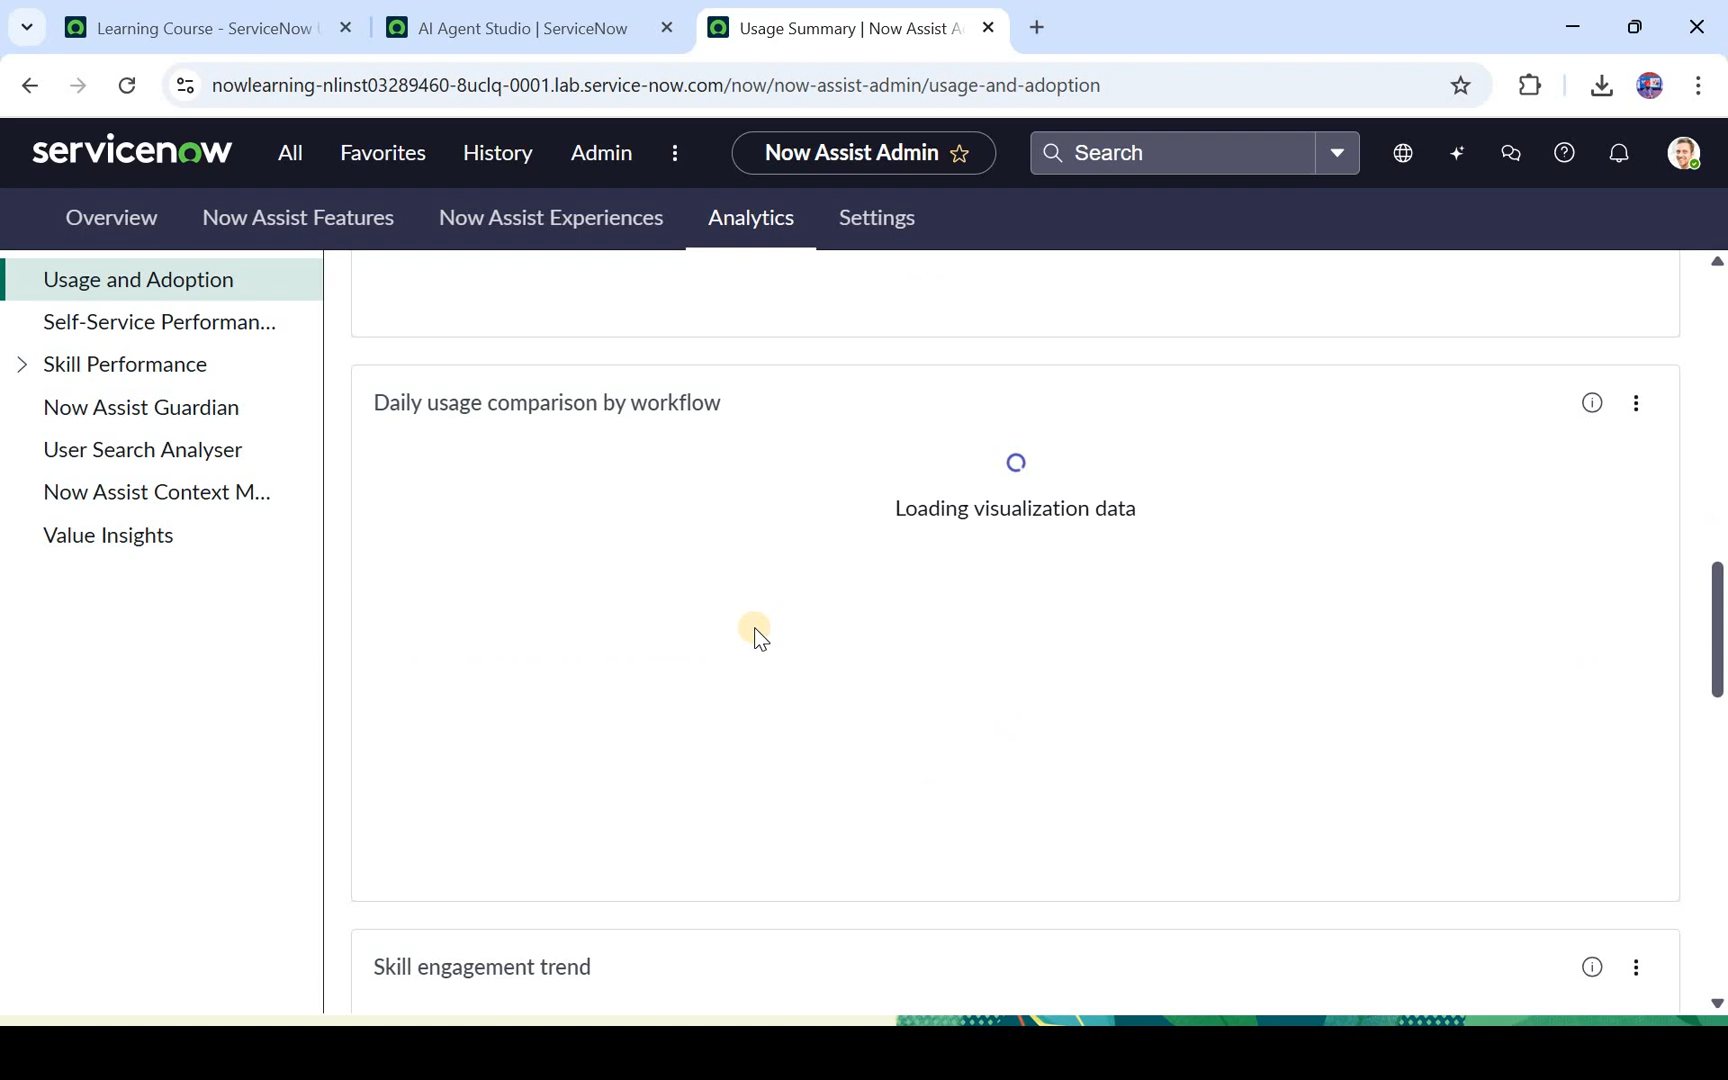 Learning Course - ServiceNow
AI Agent Studio | ServiceNow
Usage Summary | Now Assist A
nowlearning-nlinst03289460-8uclq-0001.lab.service-now.com/now/now-assist-admin/usage-and-adoption
servicenow
All
Favorites
History
Admin
Now Assist Admin
Search
Overview
Now Assist Features
Now Assist Experiences
Analytics
Settings
Usage and Adoption
Self-Service Performan...
Skill Performance
Now Assist Guardian
User Search Analyser
Now Assist Context M...
Value Insights
Daily usage comparison by workflow
Loading visualization data
Skill engagement trend